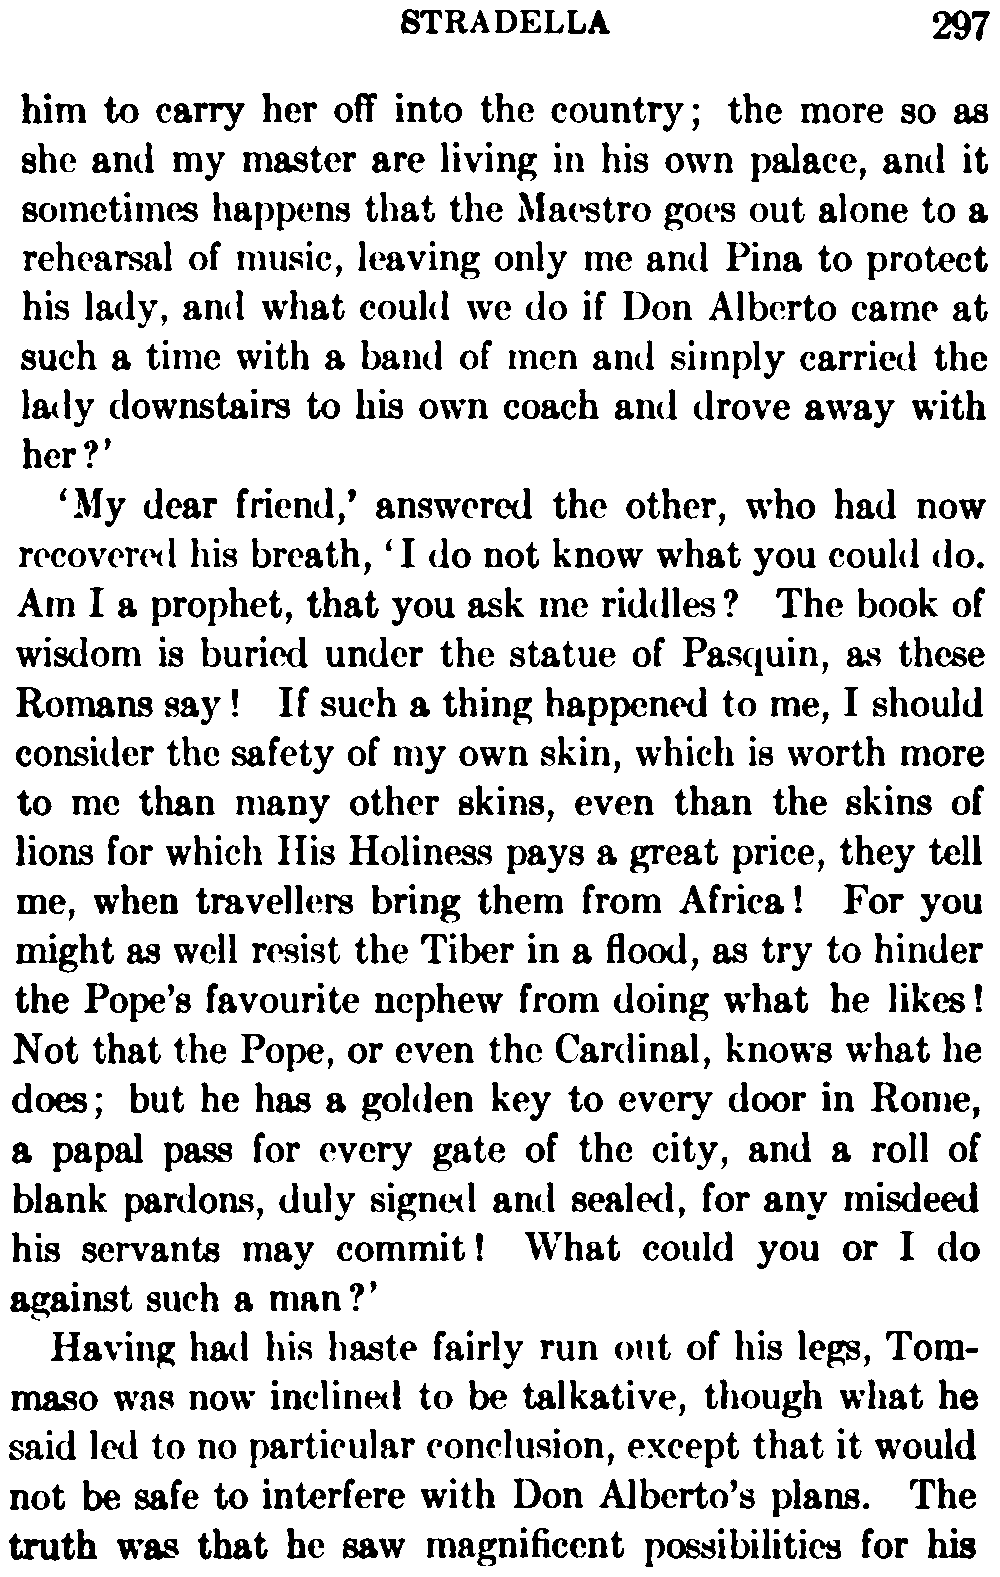 STRADELLA 297
him to carry her off into the country; the more so as
she and my master are living in his own palace, and it
sometimes happens that the Maestro goes out alone to a
rehearsal of music, leaving only me and Pina to protect
his lady, and what could we do if Don Alberto came at
such a time with a band of men and simply carried the
lady downstairs to his own coach and drove away with
her?'
'My dear friend,' answered the other, who had now
recovered his breath, 'I do not know what you could do.
Am I a prophet, that you ask me riddles? The book of
wisdom is buried under the statue of Pasquin, as these
Romans say! If such a thing happened to me, I should
consider the safety of my own skin, which is worth more
to me than many other skins, even than the skins of
lions for which His Holiness pays a great price, they tell
me, when travellers bring them from Africa! For you
might as well resist the Tiber in a flood, as try to hinder
the Pope's favourite nephew from doing what he likes!
Not that the Pope, or even the Cardinal, knows what he
does; but he has a golden key to every door in Rome,
a papal pass for every gate of the city, and a roll of
blank pardons, duly signed and sealed, for any misdeed
his servants may commit! What could you or I do
against such a man?'
Having had his haste fairly run out of his legs, Tom-
maso was now inclined to be talkative, though what he
said led to no particular conclusion, except that it would
not be safe to interfere with Don Alberto's plans. The
truth was that he saw magnificent possibilities for his